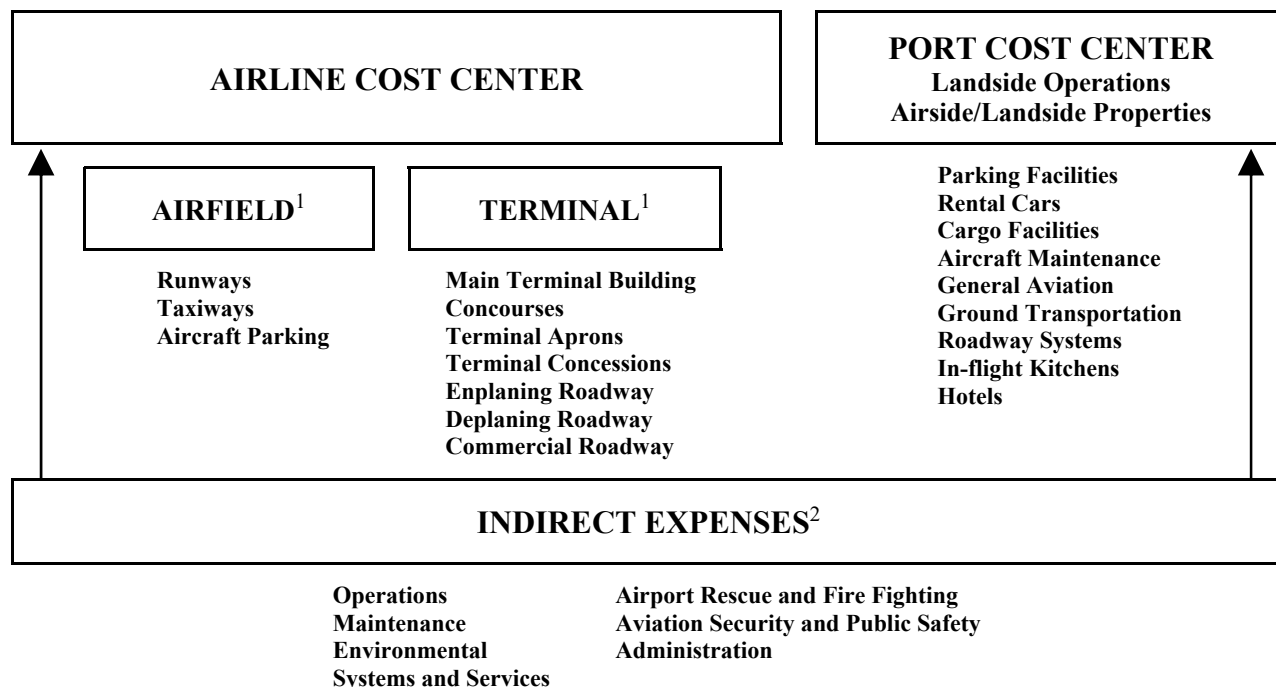 AIRLINE COST CENTER
PORT COST CENTER
Landside Operations
Airside/Landside Properties
AIRFIELD1
Runways
Taxiways
Aircraft Parking
TERMINAL1
Main Terminal Building
Concourses
Terminal Aprons
Terminal Concessions
Enplaning Roadway
Deplaning Roadway
Commercial Roadway
Parking Facilities
Rental Cars
Cargo Facilities
Aircraft Maintenance
General Aviation
Ground Transportation
Roadway Systems
In-flight Kitchens
Hotels
INDIRECT EXPENSES2
Operations
Maintenance
Environmental
Systems and Services
Airport Rescue and Fire Fighting
Aviation Security and Public Safety
Administration